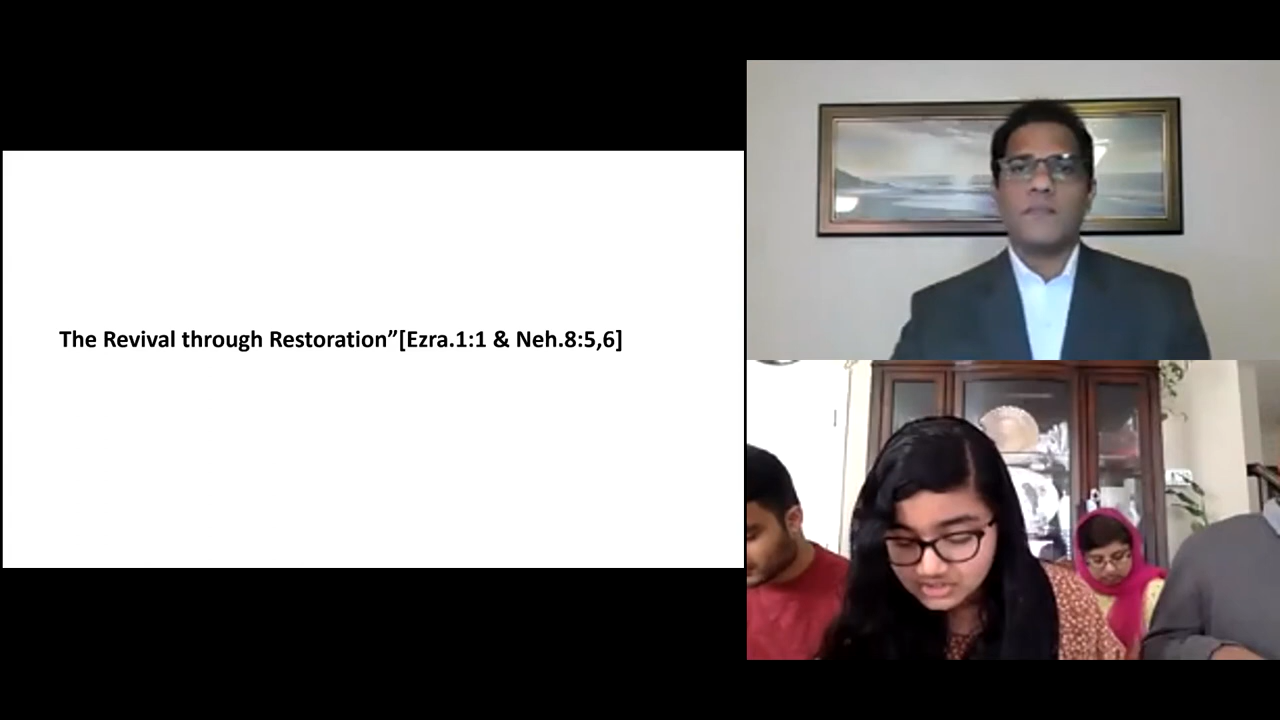 The Revival through Restoration”[Ezra.1:1 & Neh.8:5,6]